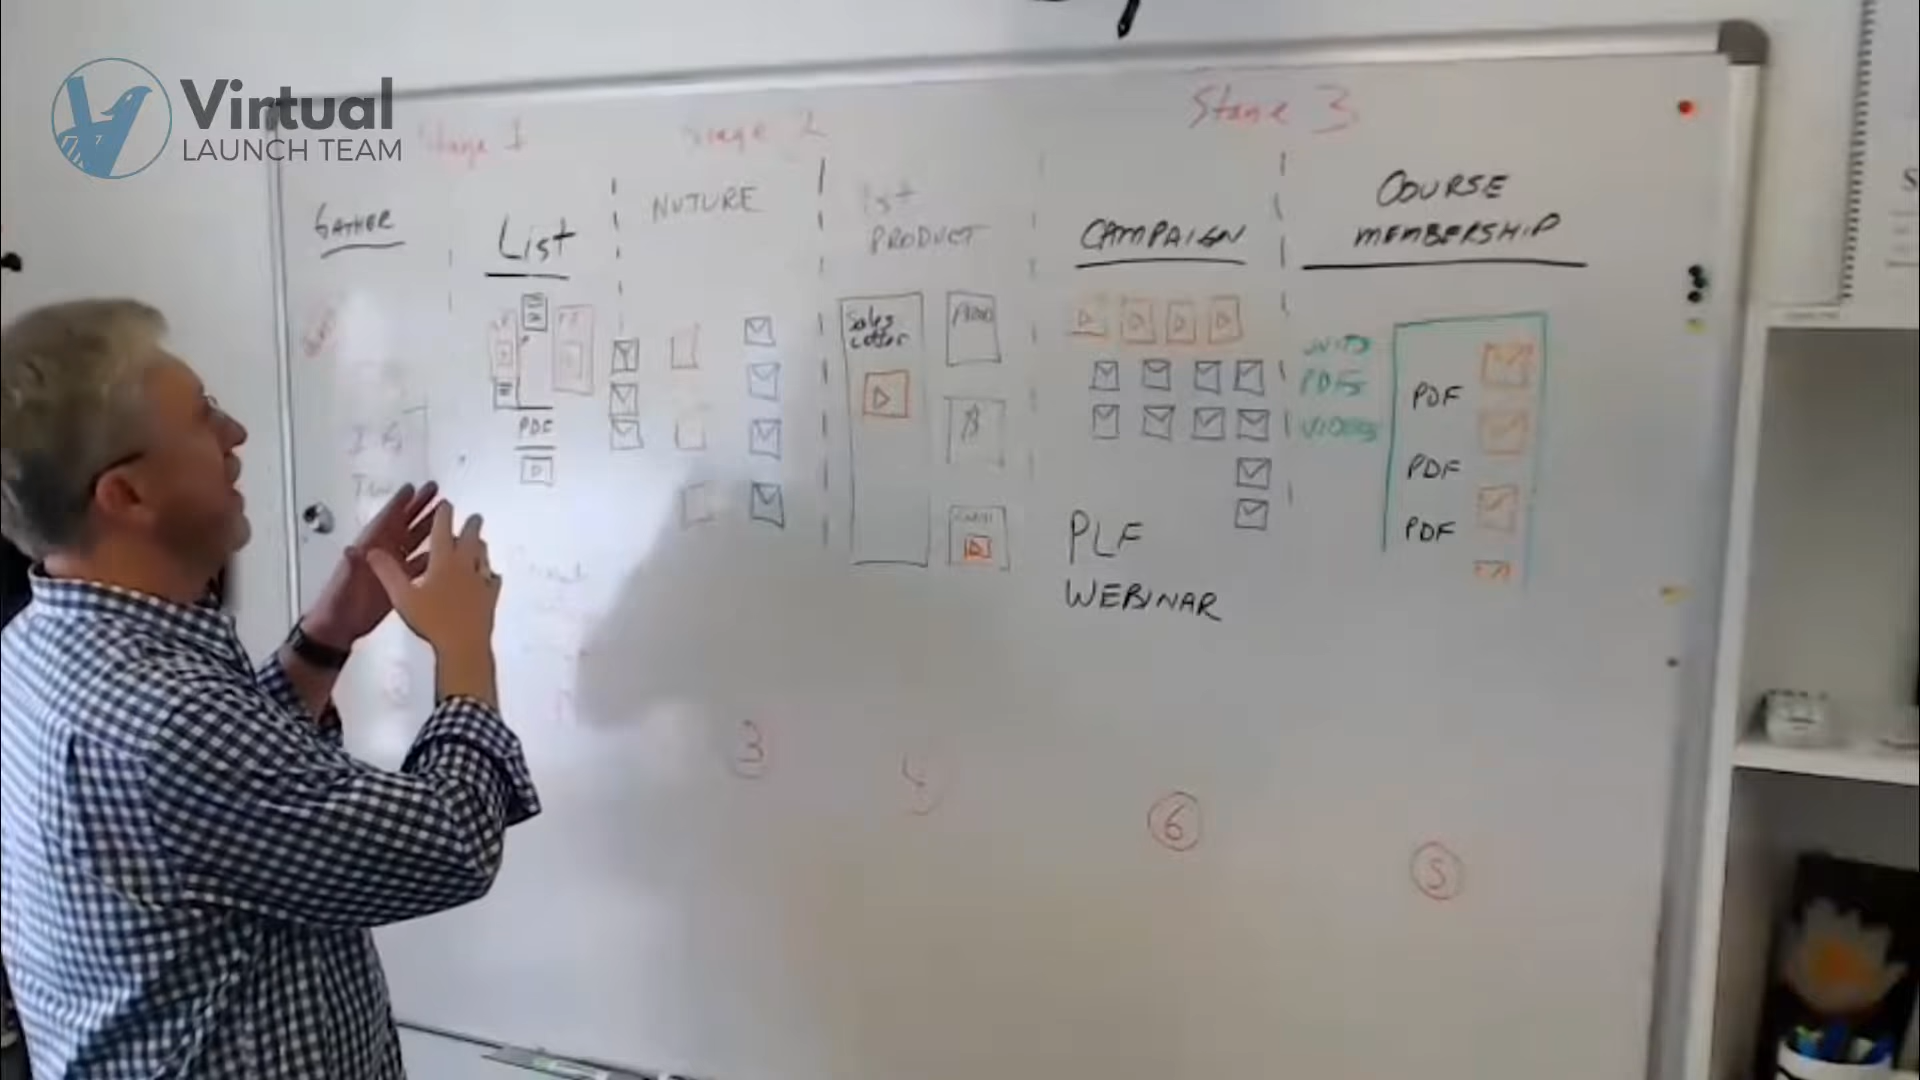 Virtual
LAUNCH TEAM
Stage 1
Stage 2
Stage 3
GATHER
List
NUTURE
1st
PRODUCT
CAMPAIGN
COURSE
MEMBERSHIP
Sales
Letter
PDF
UNITS
PDFs
VIDEOS
PDF
PDF
PDF
PLF
WEBINAR
3
4
6
5